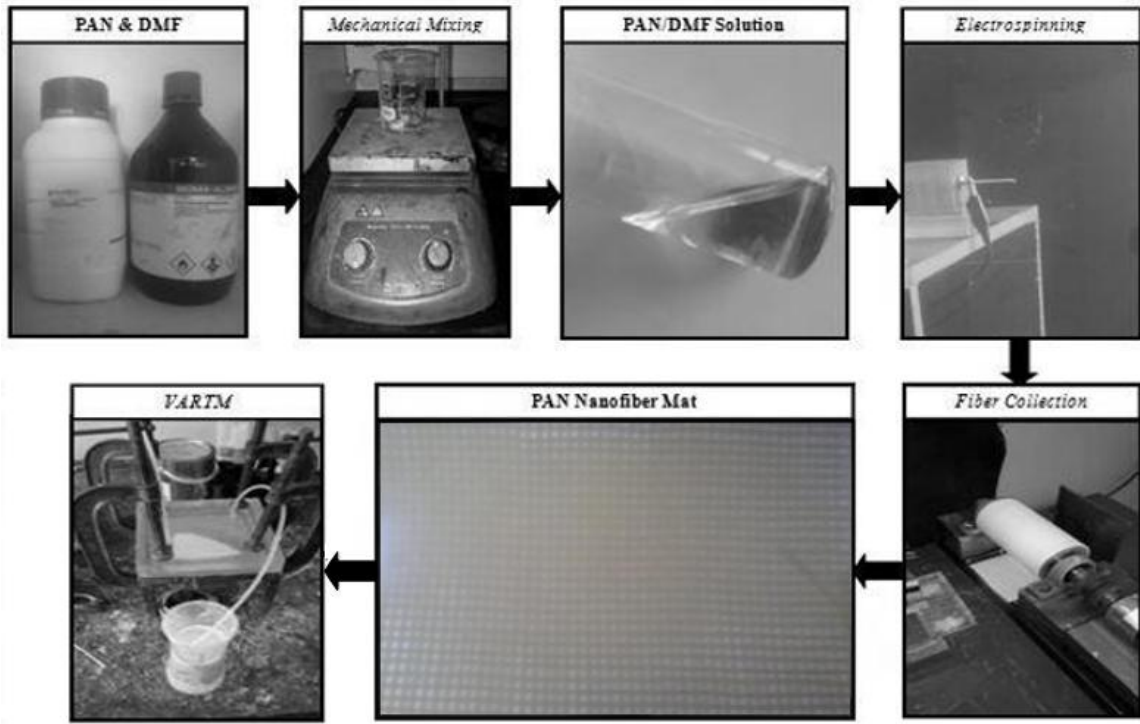 PAN & DMF
Mechanical Mixing
PAN/DMF Solution
Electrospinning
VARTM
PAN Nanofiber Mat
Fiber Collection